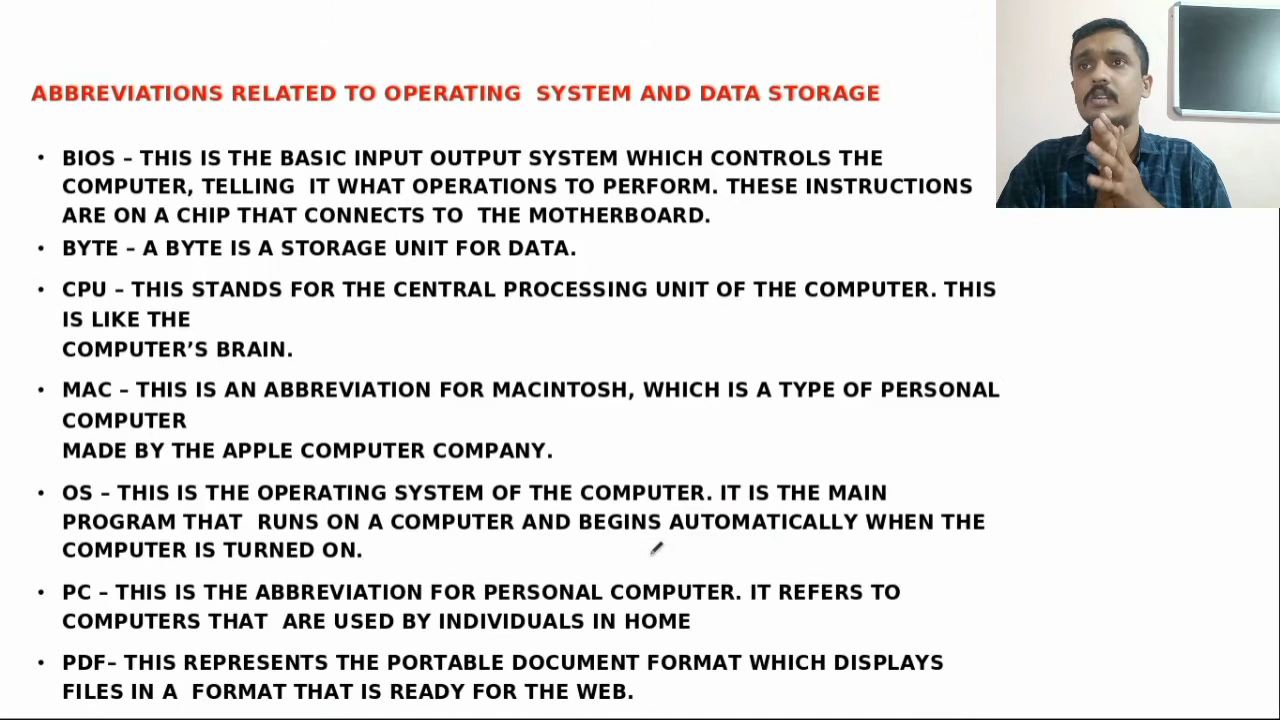 ABBREVIATIONS RELATED TO OPERATING SYSTEM AND DATA STORAGE
• BIOS – THIS IS THE BASIC INPUT OUTPUT SYSTEM WHICH CONTROLS THE
COMPUTER, TELLING IT WHAT OPERATIONS TO PERFORM. THESE INSTRUCTIONS
ARE ON A CHIP THAT CONNECTS TO THE MOTHERBOARD.
• BYTE – A BYTE IS A STORAGE UNIT FOR DATA.
• CPU – THIS STANDS FOR THE CENTRAL PROCESSING UNIT OF THE COMPUTER. THIS
IS LIKE THE
COMPUTER’S BRAIN.
• MAC – THIS IS AN ABBREVIATION FOR MACINTOSH, WHICH IS A TYPE OF PERSONAL
COMPUTER
MADE BY THE APPLE COMPUTER COMPANY.
• OS – THIS IS THE OPERATING SYSTEM OF THE COMPUTER. IT IS THE MAIN
PROGRAM THAT RUNS ON A COMPUTER AND BEGINS AUTOMATICALLY WHEN THE
COMPUTER IS TURNED ON.
• PC – THIS IS THE ABBREVIATION FOR PERSONAL COMPUTER. IT REFERS TO
COMPUTERS THAT ARE USED BY INDIVIDUALS IN HOME
• PDF– THIS REPRESENTS THE PORTABLE DOCUMENT FORMAT WHICH DISPLAYS
FILES IN A FORMAT THAT IS READY FOR THE WEB.